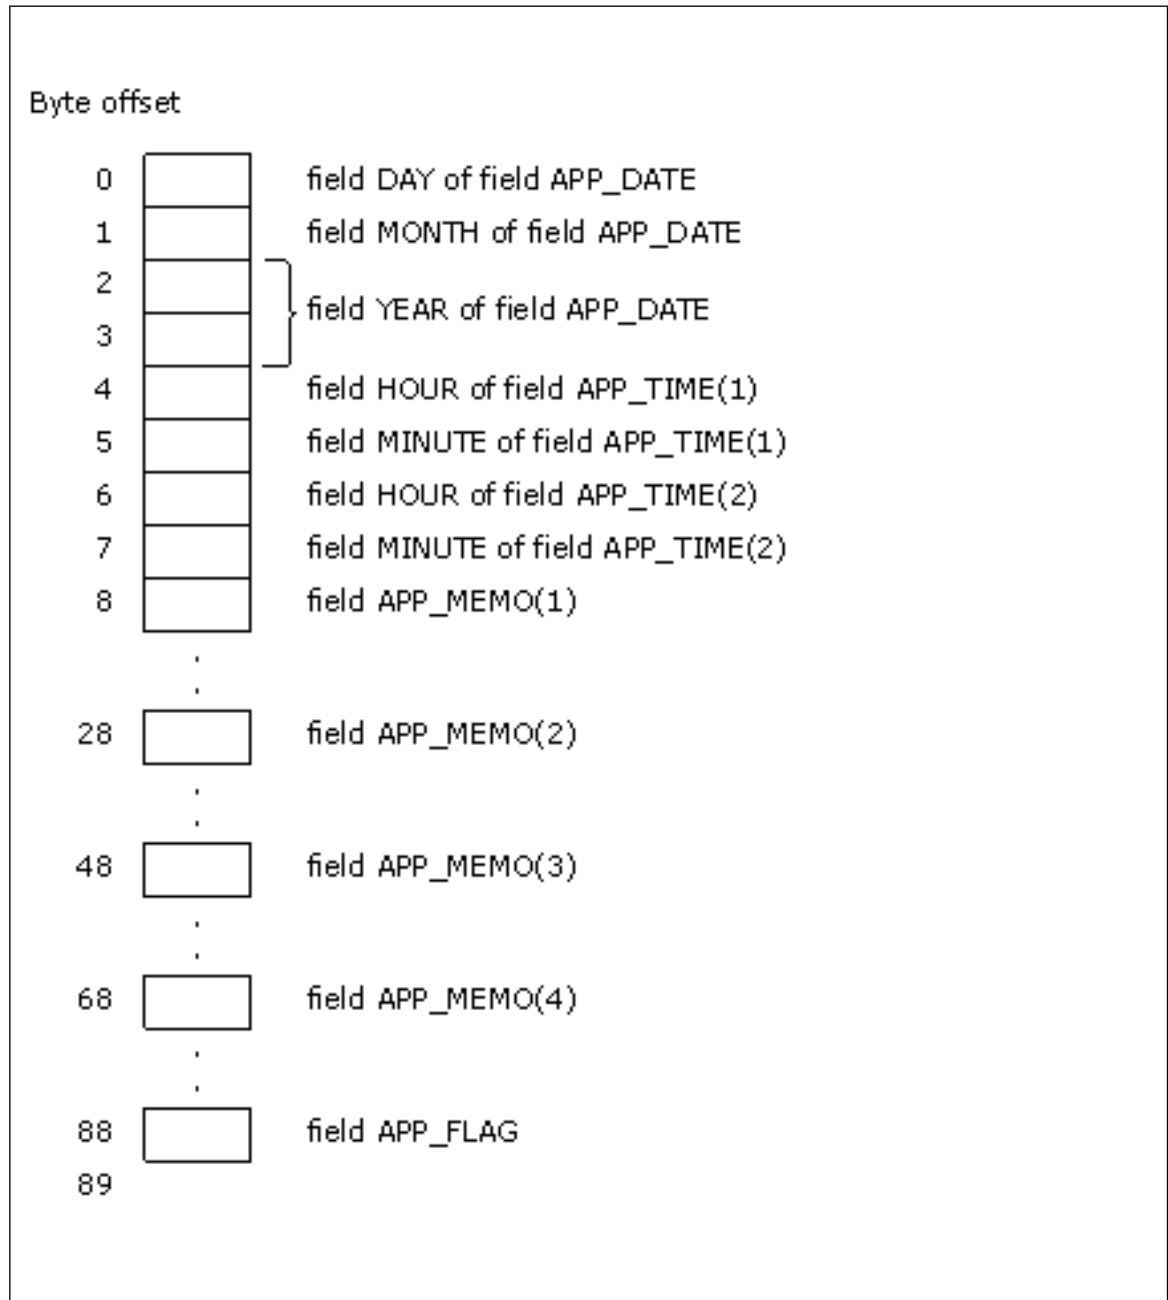 Byte offset
0 field DAY of field APP_DATE
1 field MONTH of field APP_DATE
2
field YEAR of field APP_DATE
3
4 field HOUR of field APP_TIME(1)
5 field MINUTE of field APP_TIME(1)
6 field HOUR of field APP_TIME(2)
7 field MINUTE of field APP_TIME(2)
8 field APP_MEMO(1)
28 field APP_MEMO(2)
48 field APP_MEMO(3)
68 field APP_MEMO(4)
88 field APP_FLAG
89